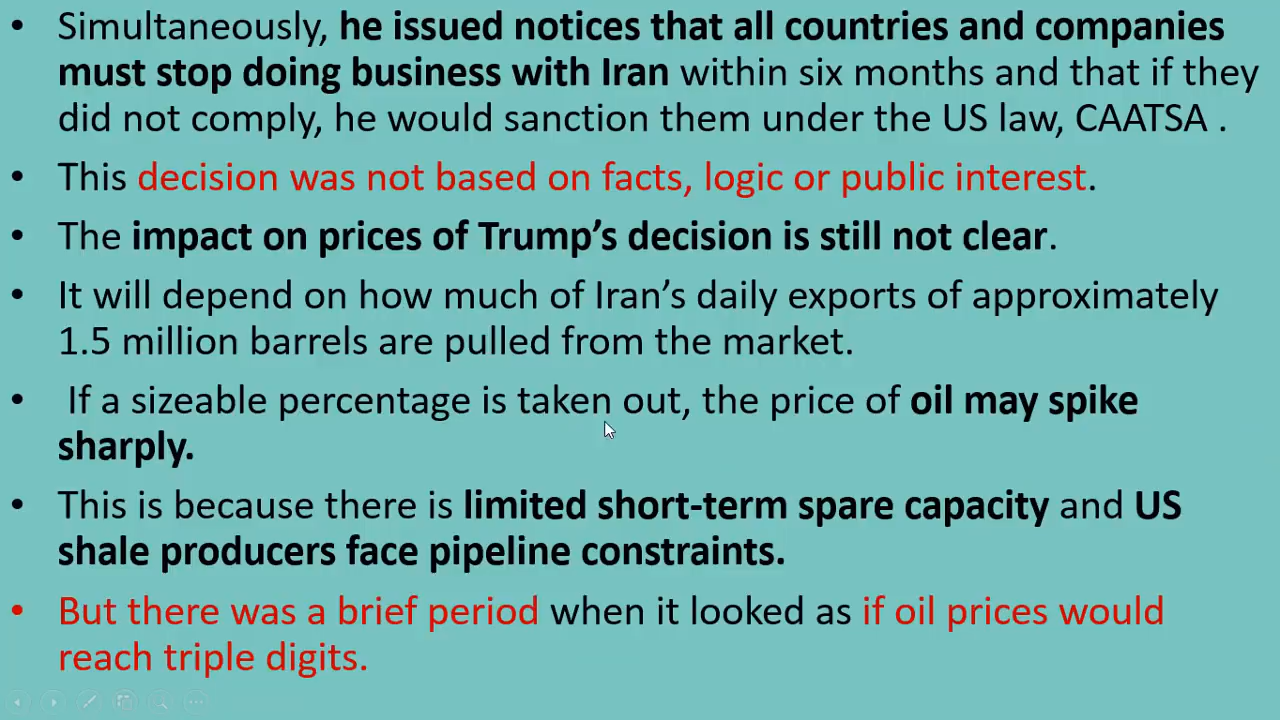 • Simultaneously, he issued notices that all countries and companies
must stop doing business with Iran within six months and that if they
did not comply, he would sanction them under the US law, CAATSA .
• This decision was not based on facts, logic or public interest.
• The impact on prices of Trump’s decision is still not clear.
• It will depend on how much of Iran’s daily exports of approximately
1.5 million barrels are pulled from the market.
• If a sizeable percentage is taken out, the price of oil may spike
sharply.
• This is because there is limited short-term spare capacity and US
shale producers face pipeline constraints.
• But there was a brief period when it looked as if oil prices would
reach triple digits.